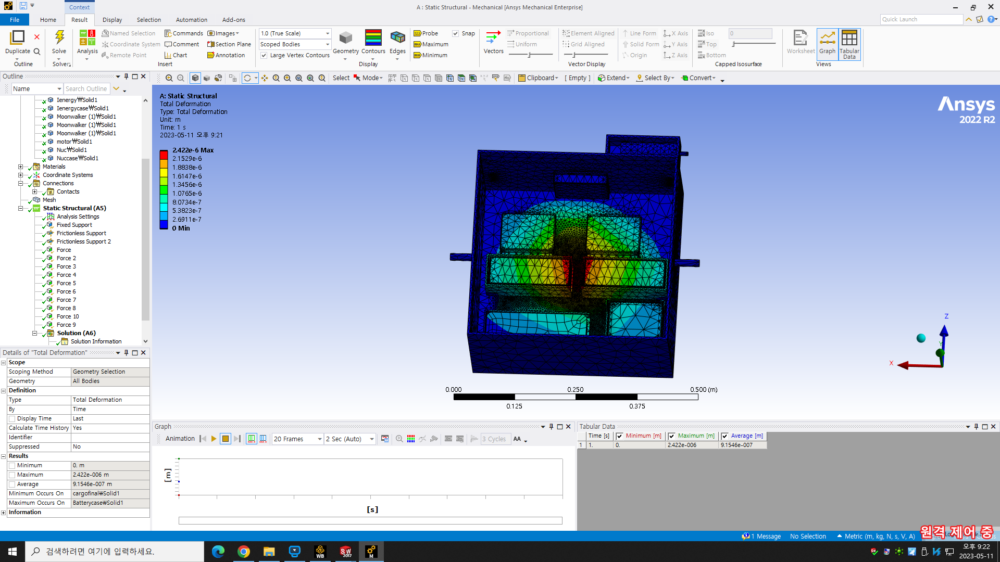 Context
A : Static Structural - Mechanical [Ansys Mechanical Enterprise]
File Home Result Display Selection Automation Add-ons
Quick Launch
Duplicate
Outline
Solve
Solver
Analysis
Named Selection
Coordinate System
Remote Point
Commands
Comment
Chart
Images
Section Plane
Annotation
Insert
1.0 (True Scale)
Scoped Bodies
Large Vertex Contours
Geometry
Contours
Edges
Display
Probe
Maximum
Minimum
Snap
Vectors
Proportional
Uniform
Element Aligned
Grid Aligned
Line Form
Solid Form
Origin
X Axis
Y Axis
Z Axis
Vector Display
Iso
Top
Bottom
0
Capped Isosurface
Worksheet
Graph
Tabular Data
Views
Outline
Name
Search Outline
Select Mode Clipboard [ Empty ] Extend Select By Convert
Ienergy₩Solid1
Ienergycase₩Solid1
Moonwalker (1)₩Solid1
Moonwalker (1)₩Solid1
Moonwalker (1)₩Solid1
motor₩Solid1
Nuc₩Solid1
Nuccase₩Solid1
Materials
Coordinate Systems
Connections
Contacts
Mesh
Static Structural (A5)
Analysis Settings
Fixed Support
Frictionless Support
Frictionless Support 2
Force
Force 2
Force 3
Force 4
Force 5
Force 6
Force 7
Force 8
Force 10
Force 9
Solution (A6)
Solution Information
A: Static Structural
Total Deformation
Type: Total Deformation
Unit: m
Time: 1 s
2023-05-11 오후 9:21
2.422e-6 Max
2.1529e-6
1.8838e-6
1.6147e-6
1.3456e-6
1.0765e-6
8.0734e-7
5.3823e-7
2.6911e-7
0 Min
Ansys
2022 R2
Z
Y
X
0.000 0.250 0.500 (m)
0.125 0.375
Details of "Total Deformation"
Scope
Scoping Method Geometry Selection
Geometry All Bodies
Definition
Type Total Deformation
By Time
Display Time Last
Calculate Time History Yes
Identifier
Suppressed No
Results
Minimum 0. m
Maximum 2.422e-006 m
Average 9.1546e-007 m
Minimum Occurs On cargofinal₩Solid1
Maximum Occurs On Batterycase₩Solid1
Information
Graph
Animation 20 Frames 2 Sec (Auto) 3 Cycles AA
[m]
[s]
Tabular Data
Time [s] Minimum [m] Maximum [m] Average [m]
1 1. 0. 2.422e-006 9.1546e-007
1 Message No Selection Metric (m, kg, N, s, V, A)
원격 제어 중
검색하려면 여기에 입력하세요.
WB
SW
2017
M
오후 9:22
2023-05-11